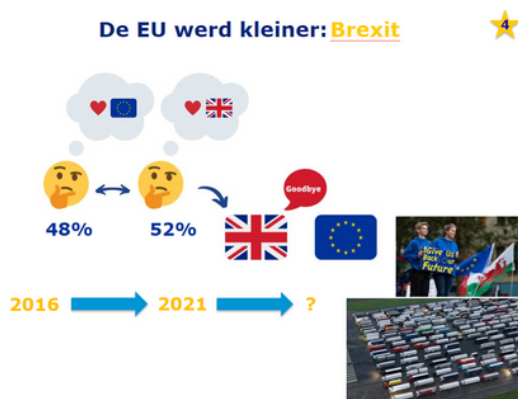 De EU werd kleiner: Brexit
4
48%
52%
Goodbye
2016
2021
?
#Give Us
Back Our
Future